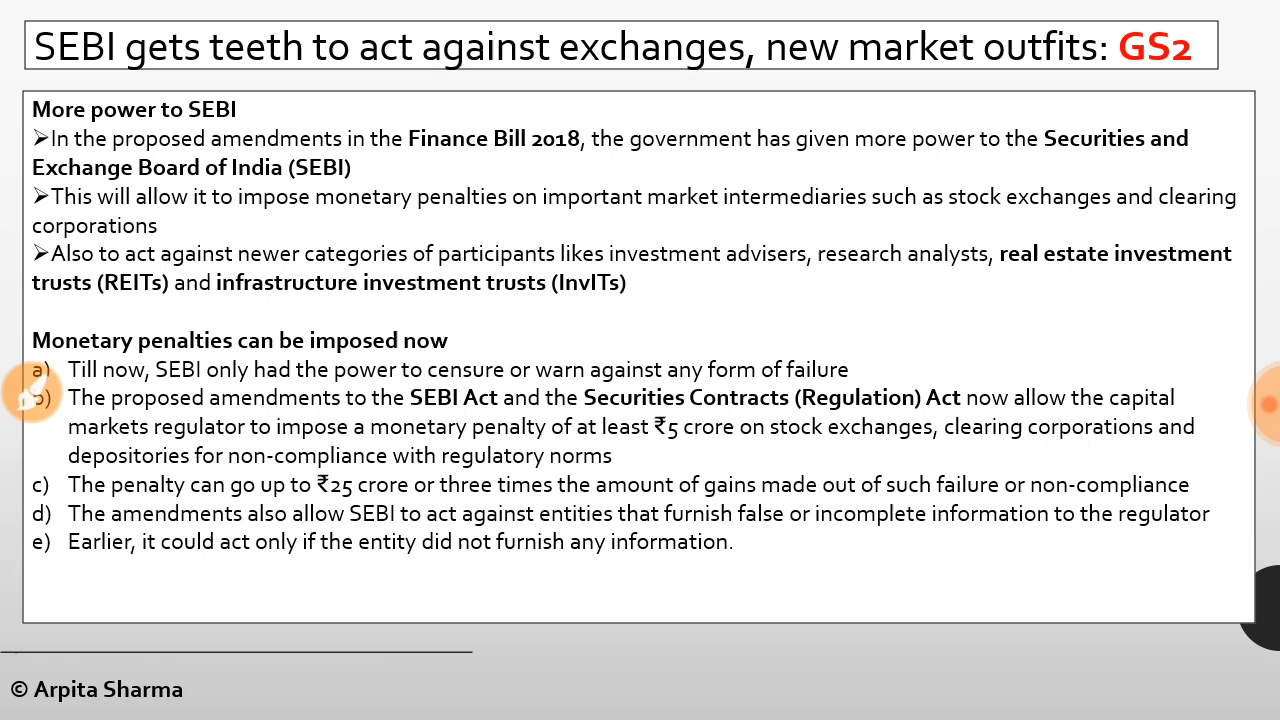 SEBI gets teeth to act against exchanges, new market outfits: GS2
More power to SEBI
➢In the proposed amendments in the Finance Bill 2018, the government has given more power to the Securities and
Exchange Board of India (SEBI)
➢This will allow it to impose monetary penalties on important market intermediaries such as stock exchanges and clearing
corporations
➢Also to act against newer categories of participants likes investment advisers, research analysts, real estate investment
trusts (REITs) and infrastructure investment trusts (InvITs)
Monetary penalties can be imposed now
a) Till now, SEBI only had the power to censure or warn against any form of failure
b) The proposed amendments to the SEBI Act and the Securities Contracts (Regulation) Act now allow the capital
markets regulator to impose a monetary penalty of at least ₹5 crore on stock exchanges, clearing corporations and
depositories for non-compliance with regulatory norms
c) The penalty can go up to ₹25 crore or three times the amount of gains made out of such failure or non-compliance
d) The amendments also allow SEBI to act against entities that furnish false or incomplete information to the regulator
e) Earlier, it could act only if the entity did not furnish any information.
© Arpita Sharma